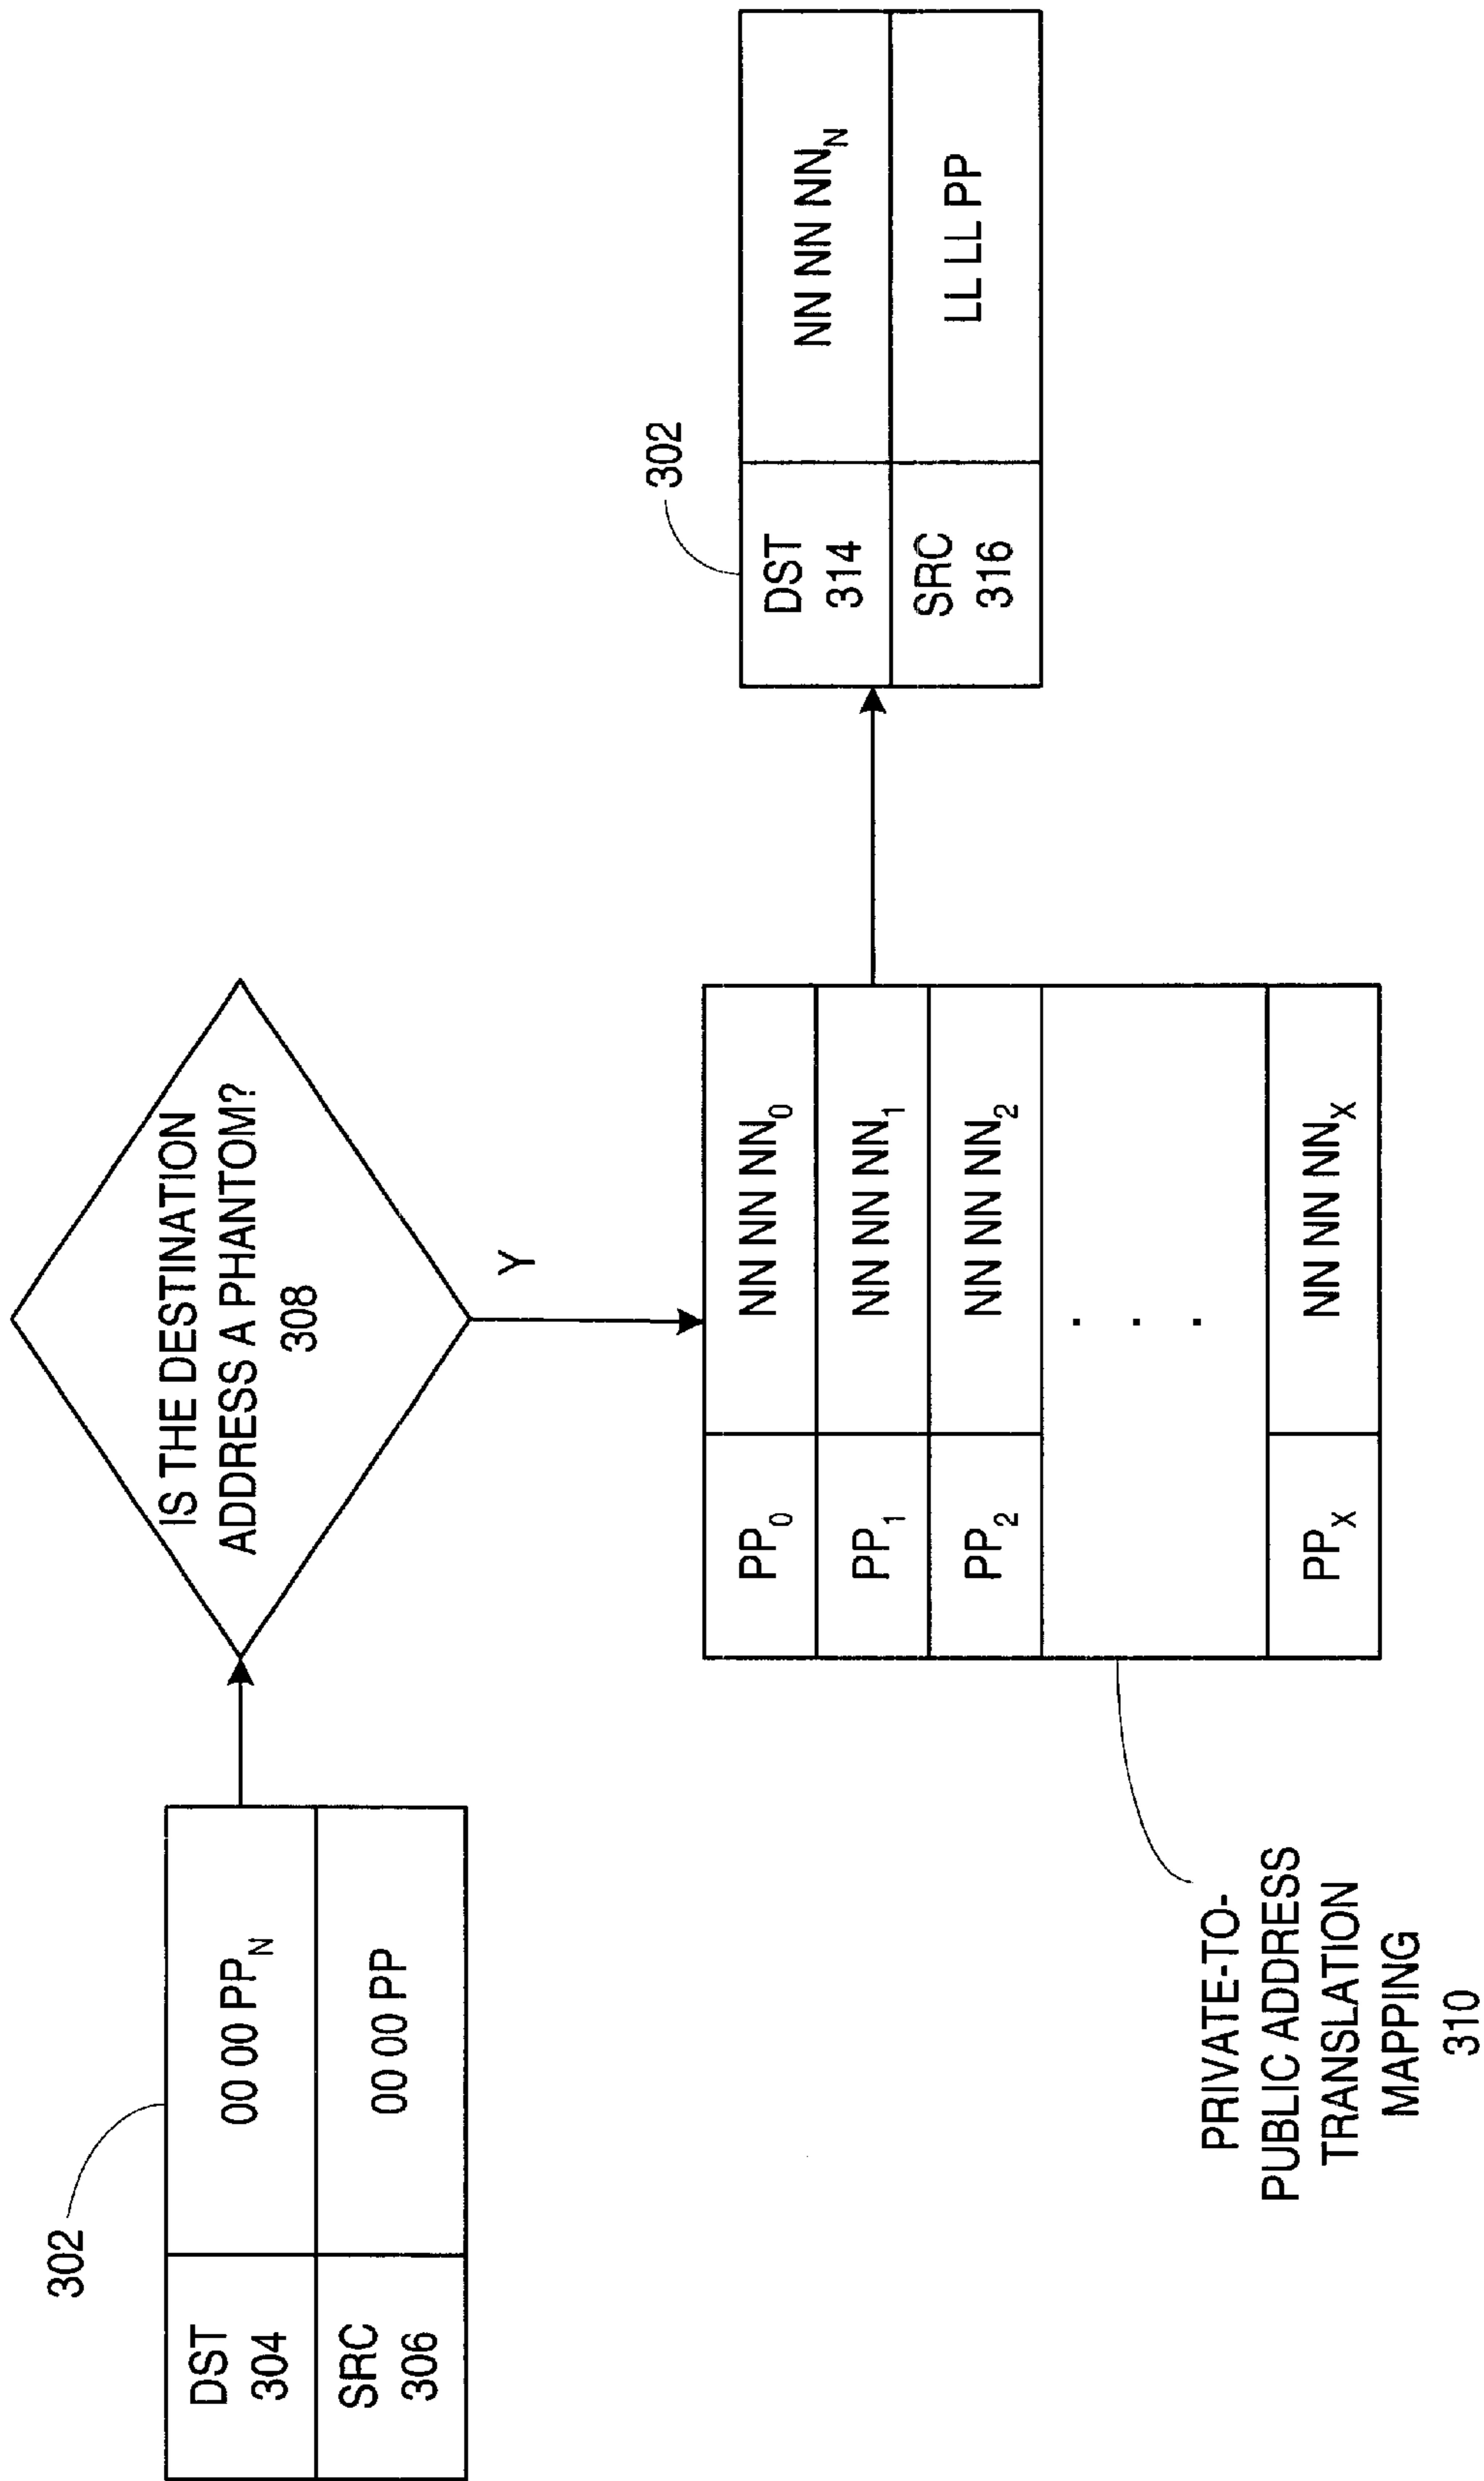 302
DST
304
00 00 PP_N
SRC
306
00 00 PP
IS THE DESTINATION
ADDRESS A PHANTOM?
308
Y
PP_0
NN NN NN_0
PP_1
NN NN NN_1
PP_2
NN NN NN_2
. . .
PP_X
NN NN NN_X
PRIVATE-TO-
PUBLIC ADDRESS
TRANSLATION
MAPPING
310
302
DST
314
NN NN NN_N
SRC
316
LL LL PP